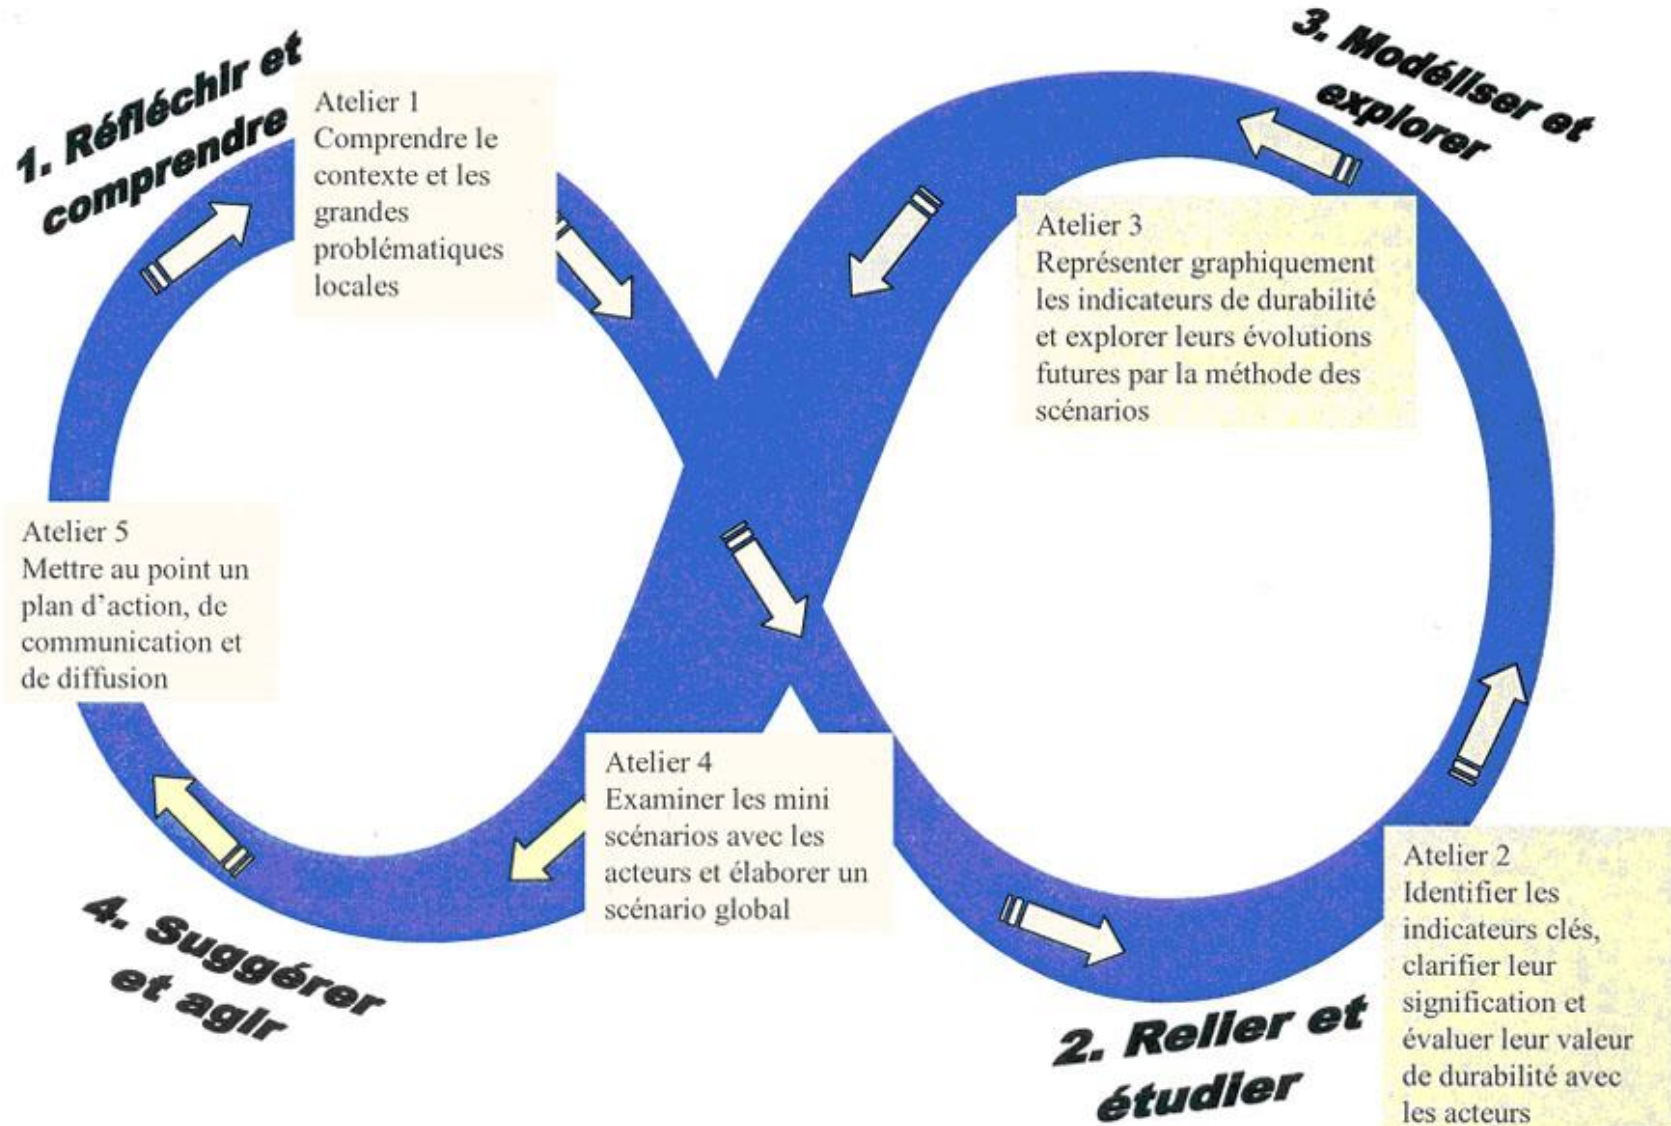 1. Réfléchir et
comprendre
Atelier 1
Comprendre le
contexte et les
grandes
problématiques
locales
3. Modéliser et
explorer
Atelier 3
Représenter graphiquement
les indicateurs de durabilité
et explorer leurs évolutions
futures par la méthode des
scénarios
Atelier 5
Mettre au point un
plan d'action, de
communication et
de diffusion
Atelier 4
Examiner les mini
scénarios avec les
acteurs et élaborer un
scénario global
4. Suggérer
et agir
2. Relier et
étudier
Atelier 2
Identifier les
indicateurs clés,
clarifier leur
signification et
évaluer leur valeur
de durabilité avec
les acteurs